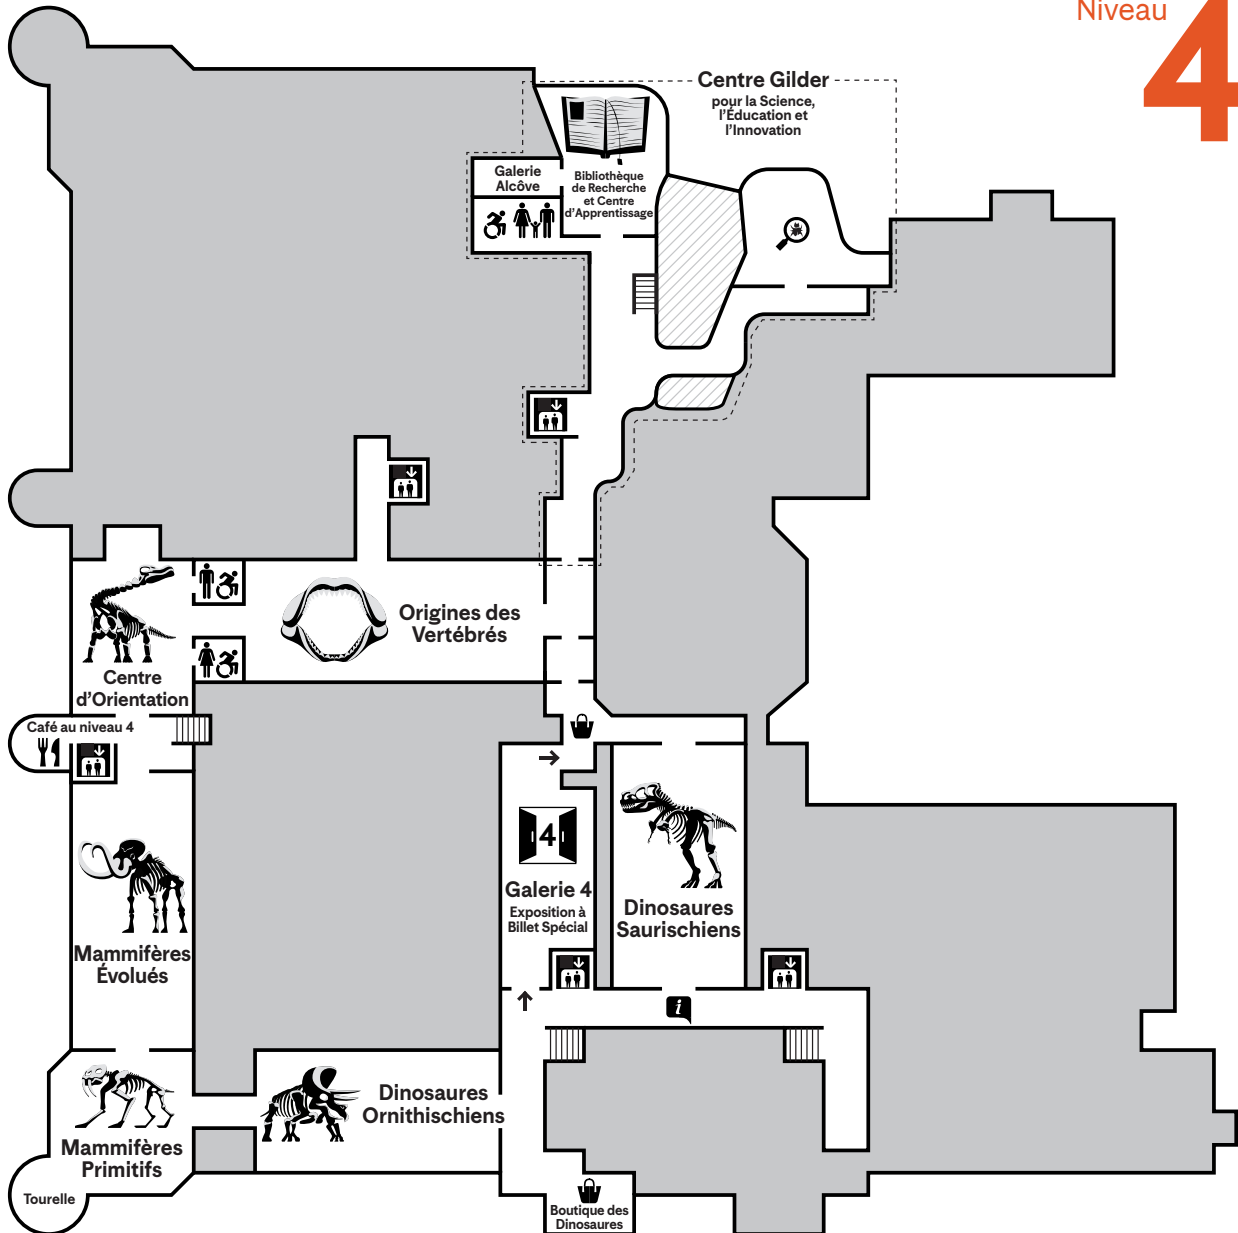 Niveau
4
Centre Gilder
pour la Science,
l'Éducation et
l'Innovation
Galerie
Alcôve
Bibliothèque
de Recherche
et Centre
d'Apprentissage
Origines des
Vertébrés
Centre
d'Orientation
Café au niveau 4
4
Galerie 4
Exposition à
Billet Spécial
Dinosaures
Saurischiens
Mammifères
Évolués
i
Dinosaures
Ornithischiens
Mammifères
Primitifs
Tourelle
Boutique des
Dinosaures